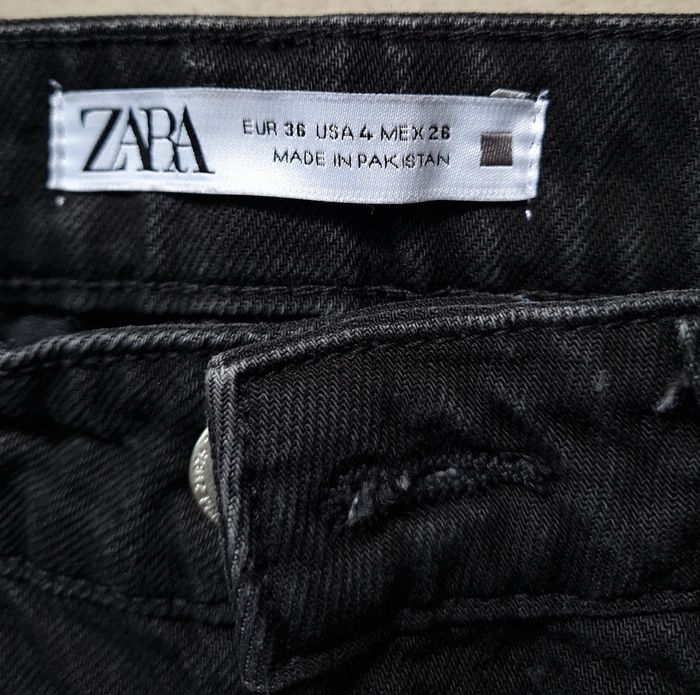 ZARA
EUR 36 USA 4 MEX 26
MADE IN PAKISTAN